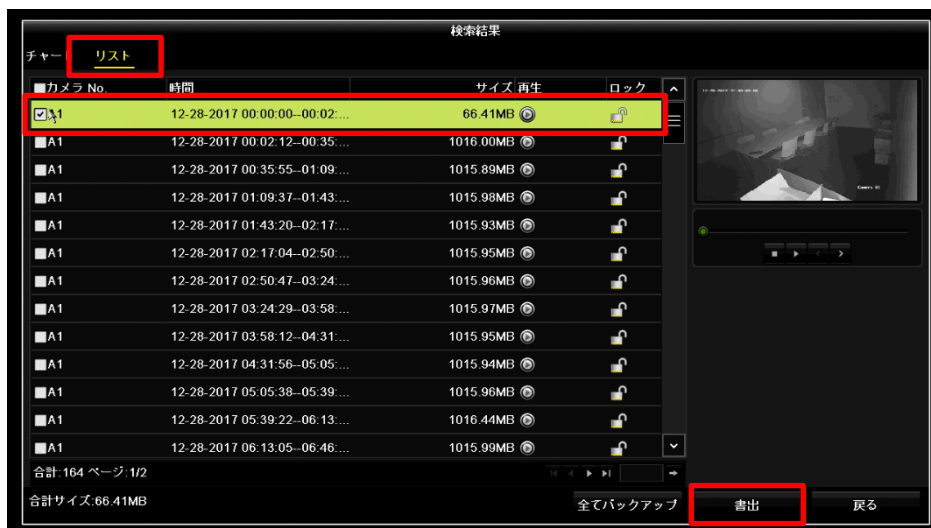 検索結果
チャー リスト
カメラ No. 時間 サイズ 再生 ロック
A1 12-28-2017 00:00:00--00:02:... 66.41MB
A1 12-28-2017 00:02:12--00:35:... 1016.00MB
A1 12-28-2017 00:35:55--01:09:... 1015.89MB
A1 12-28-2017 01:09:37--01:43:... 1015.98MB
A1 12-28-2017 01:43:20--02:17:... 1015.93MB
A1 12-28-2017 02:17:04--02:50:... 1015.95MB
A1 12-28-2017 02:50:47--03:24:... 1015.96MB
A1 12-28-2017 03:24:29--03:58:... 1015.97MB
A1 12-28-2017 03:58:12--04:31:... 1015.95MB
A1 12-28-2017 04:31:56--05:05:... 1015.94MB
A1 12-28-2017 05:05:38--05:39:... 1015.96MB
A1 12-28-2017 05:39:22--06:13:... 1016.44MB
A1 12-28-2017 06:13:05--06:46:... 1015.99MB
合計:164 ページ:1/2
合計サイズ:66.41MB 全てバックアップ 書出 戻る